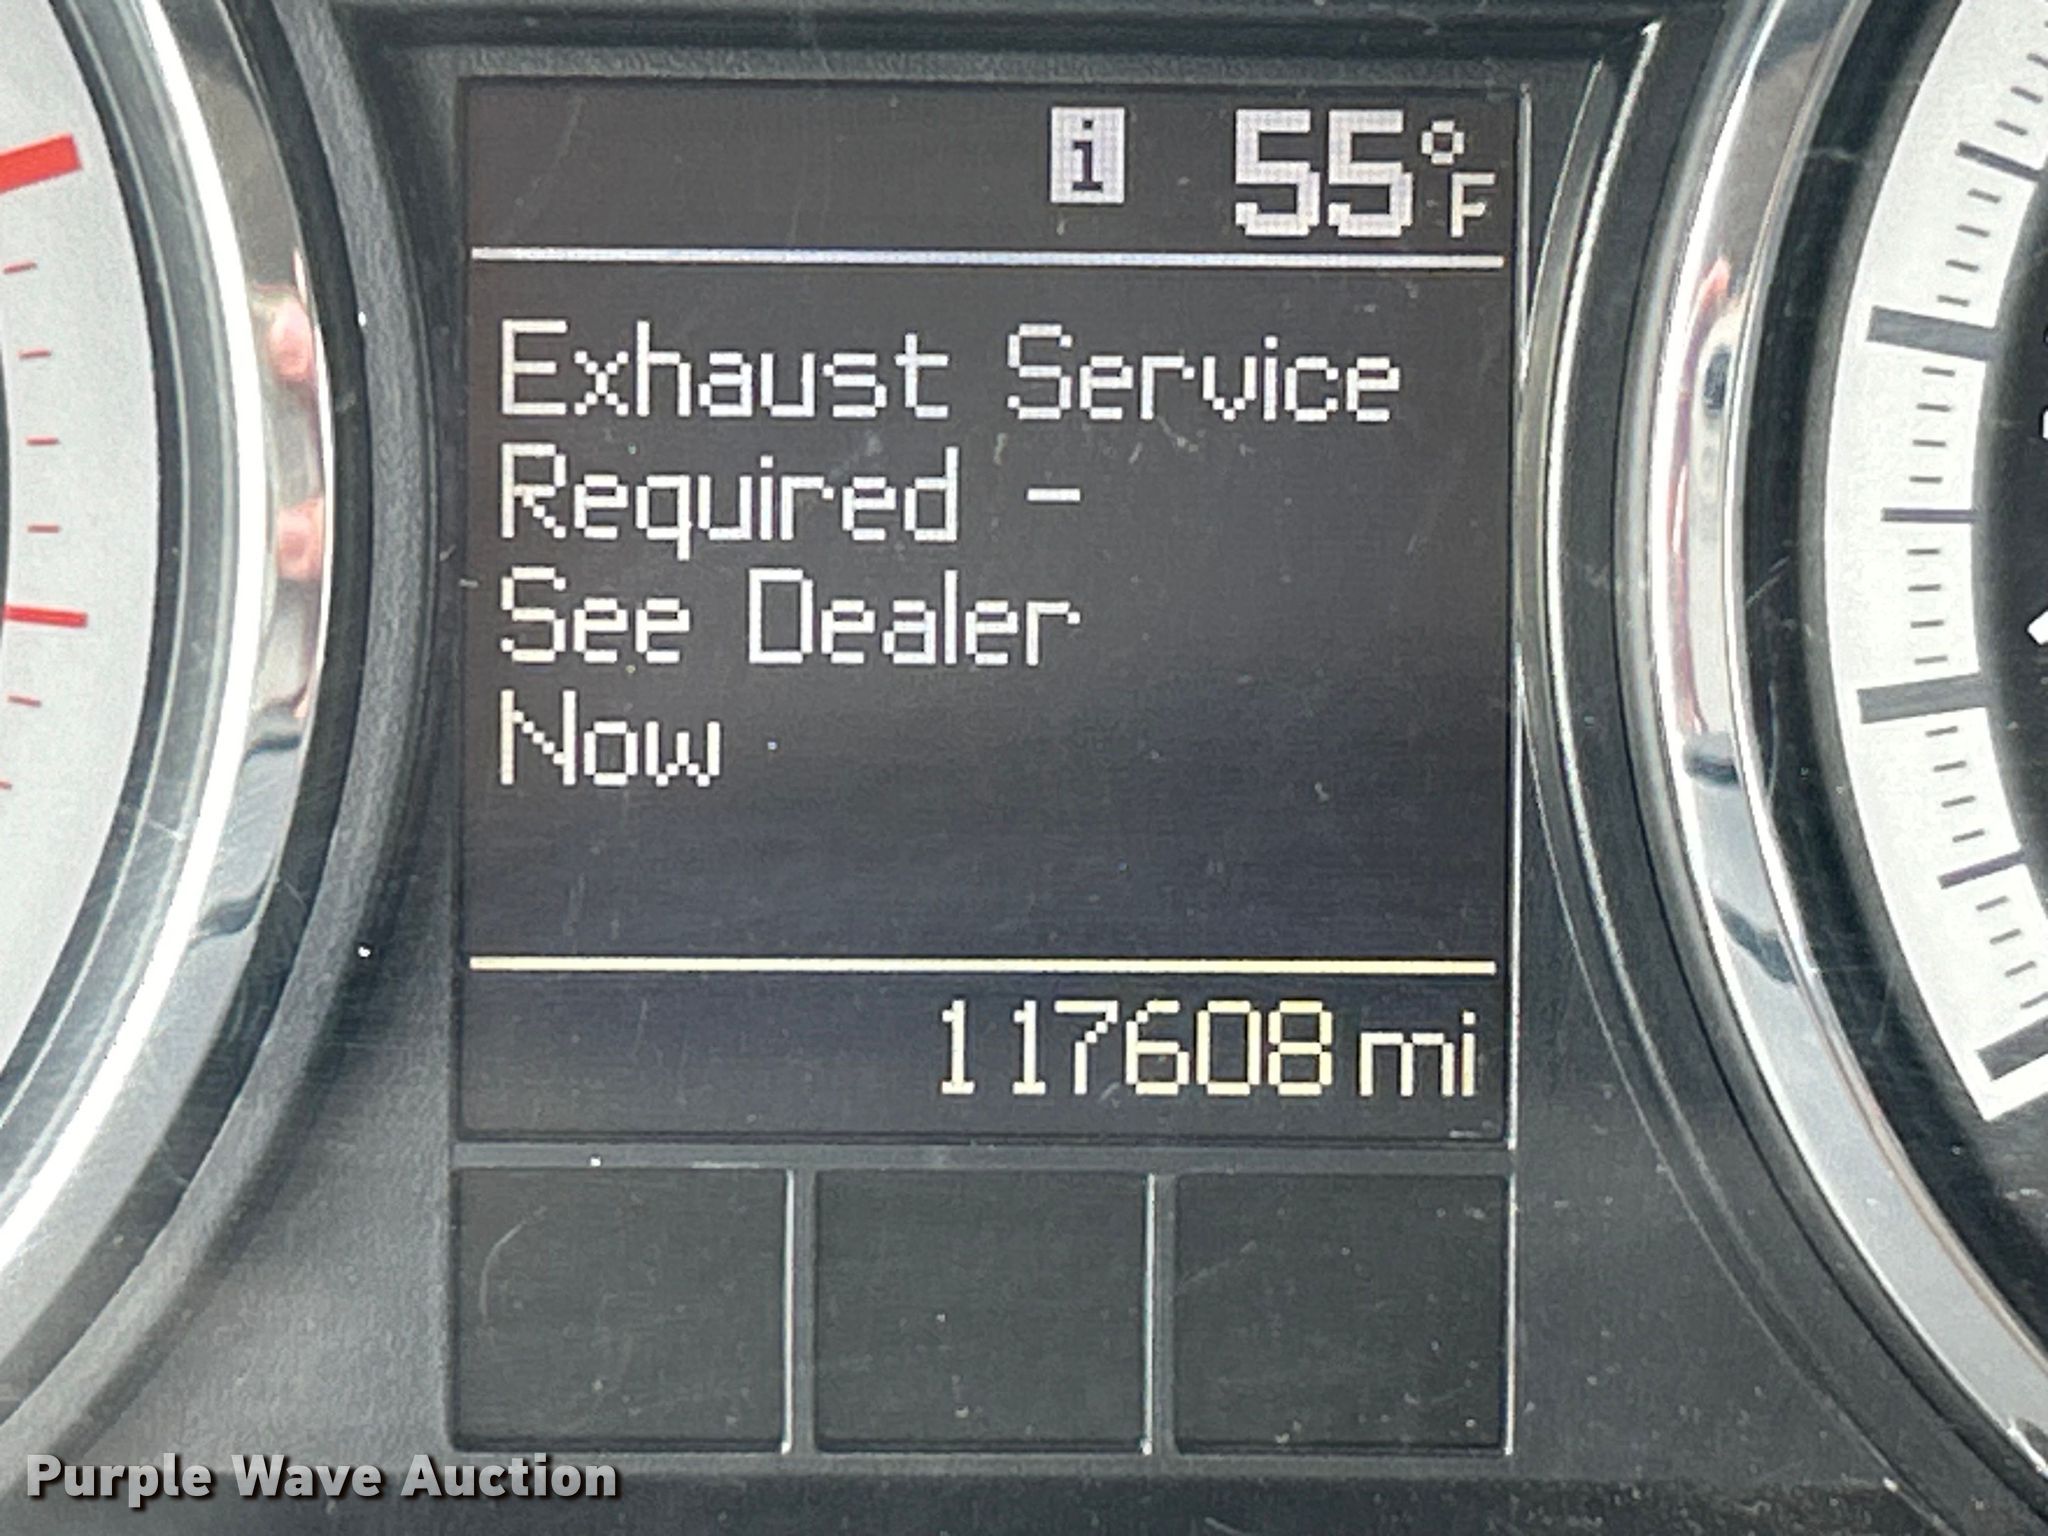 i 55°F
Exhaust Service
Required -
See Dealer
Now
117608 mi
Purple Wave Auction